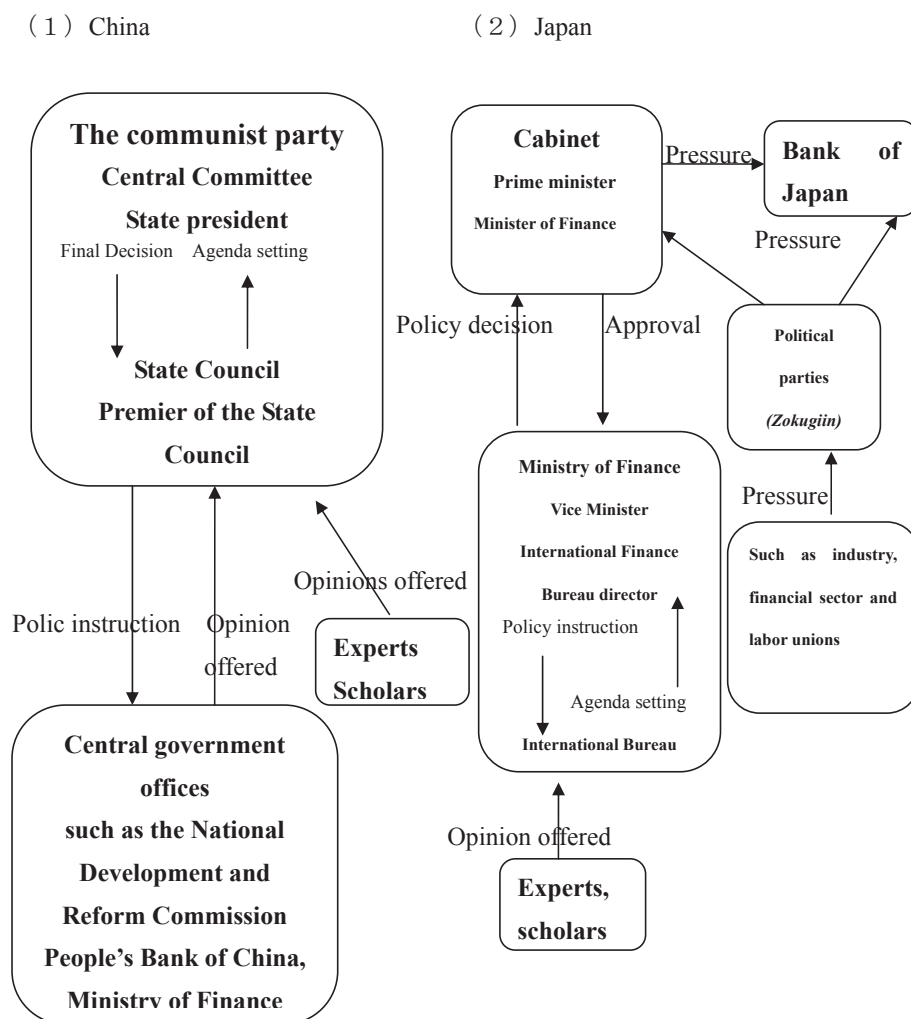 （１）China
The communist party
Central Committee
State president
Final Decision
Agenda setting
State Council
Premier of the State
Council
Polic instruction
Opinion
offered
Opinions offered
Experts
Scholars
Central government
offices
such as the National
Development and
Reform Commission
People’s Bank of China,
Ministry of Finance
（２）Japan
Cabinet
Prime minister
Minister of Finance
Pressure
Bank of
Japan
Pressure
Policy decision
Approval
Political
parties
(Zokugiin)
Pressure
Such as industry,
financial sector and
labor unions
Ministry of Finance
Vice Minister
International Finance
Bureau director
Policy instruction
Agenda setting
International Bureau
Opinion offered
Experts,
scholars